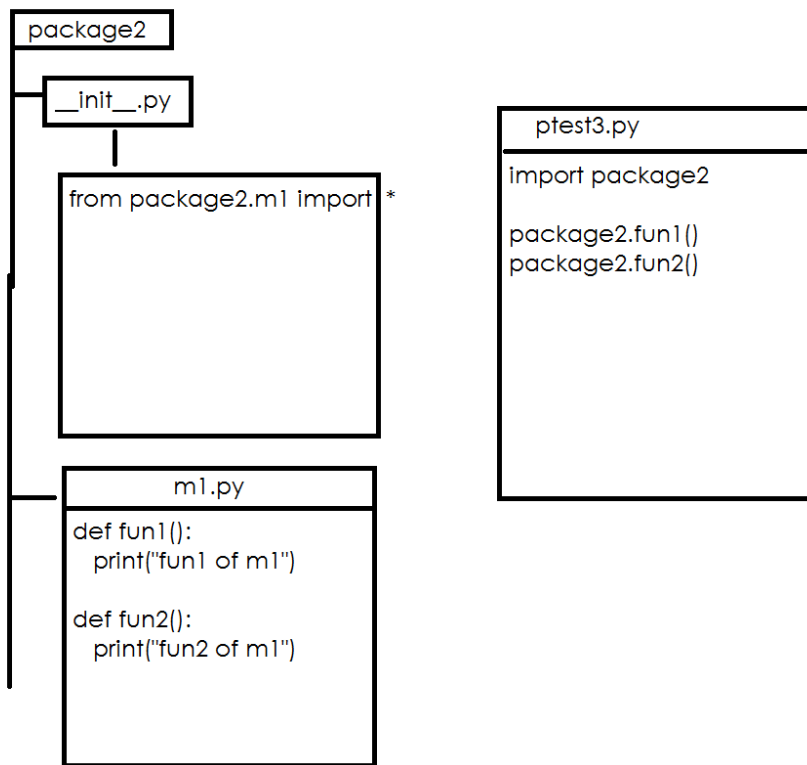 package2
__init__.py
from package2.m1 import *
m1.py
def fun1():
print("fun1 of m1")
def fun2():
print("fun2 of m1")
ptest3.py
import package2
package2.fun1()
package2.fun2()